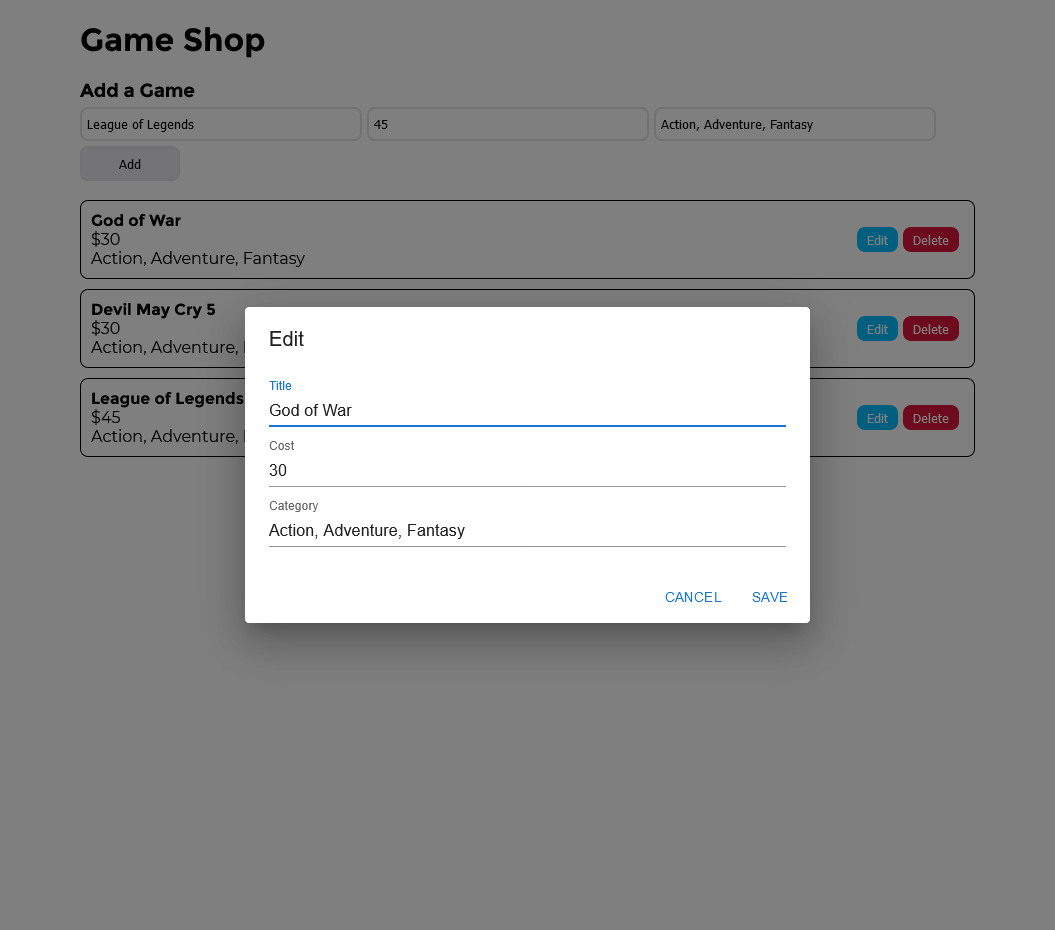 Game Shop
Add a Game
League of Legends 45 Action, Adventure, Fantasy
Add
God of War
$30
Action, Adventure, Fantasy
Edit Delete
Devil May Cry 5
$30
Action, Adventure,
Edit Delete
League of Legends
$45
Action, Adventure,
Edit Delete
Edit
Title
God of War
Cost
30
Category
Action, Adventure, Fantasy
CANCEL SAVE